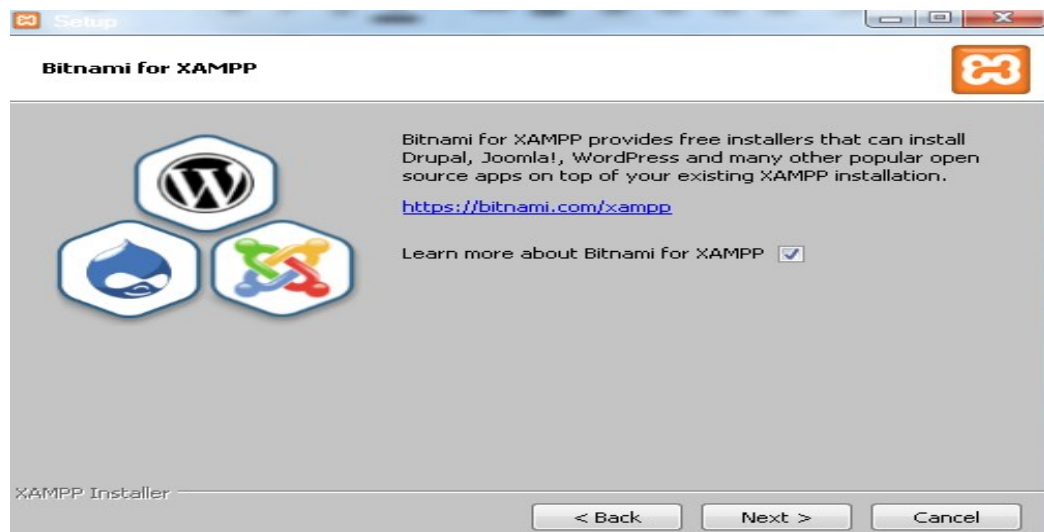 Setup
Bitnami for XAMPP
Bitnami for XAMPP provides free installers that can install
Drupal, Joomla!, WordPress and many other popular open
source apps on top of your existing XAMPP installation.
https://bitnami.com/xampp
Learn more about Bitnami for XAMPP
XAMPP Installer
< Back
Next >
Cancel